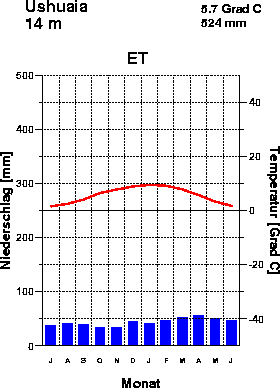 Ushuaia
14 m
5.7 Grad C
524 mm
ET
Niederschlag [mm]
500
400
300
200
100
0
40
20
0
-20
-40
Temperatur [Grad C]
J A S O N D J F M A M J
Monat